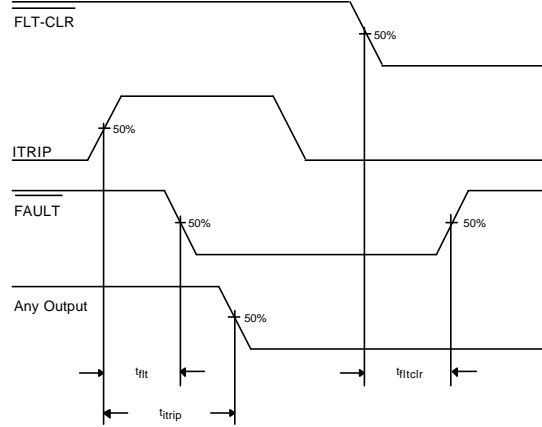 FLT-CLR
50%
50%
ITRIP
FAULT
50%
50%
Any Output
50%
tflt
tfltclr
titrip